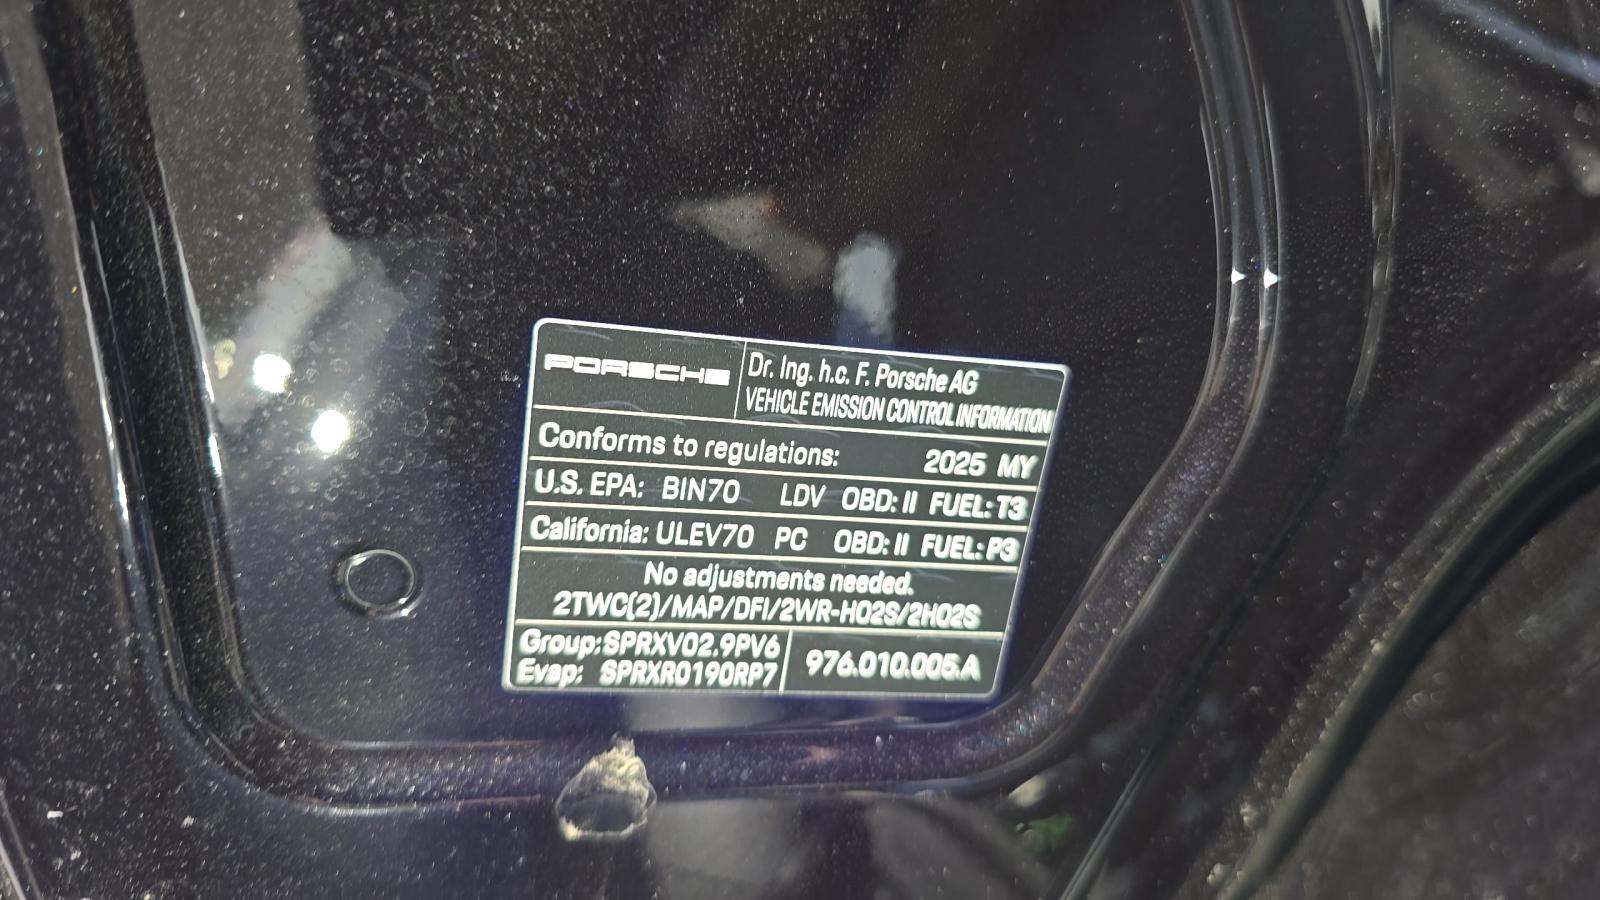 PORSCHE
Dr. Ing. h.c. F. Porsche AG
VEHICLE EMISSION CONTROL INFORMATION
Conforms to regulations: 2025 MY
U.S. EPA: BIN70 LDV OBD: II FUEL: T3
California: ULEV70 PC OBD: II FUEL: P3
No adjustments needed.
2TWC(2)/MAP/DFI/2WR-HO2S/2HO2S
Group: SPRXV02.9PV6
Evap: SPRXR0190RP7
976.010.005.A